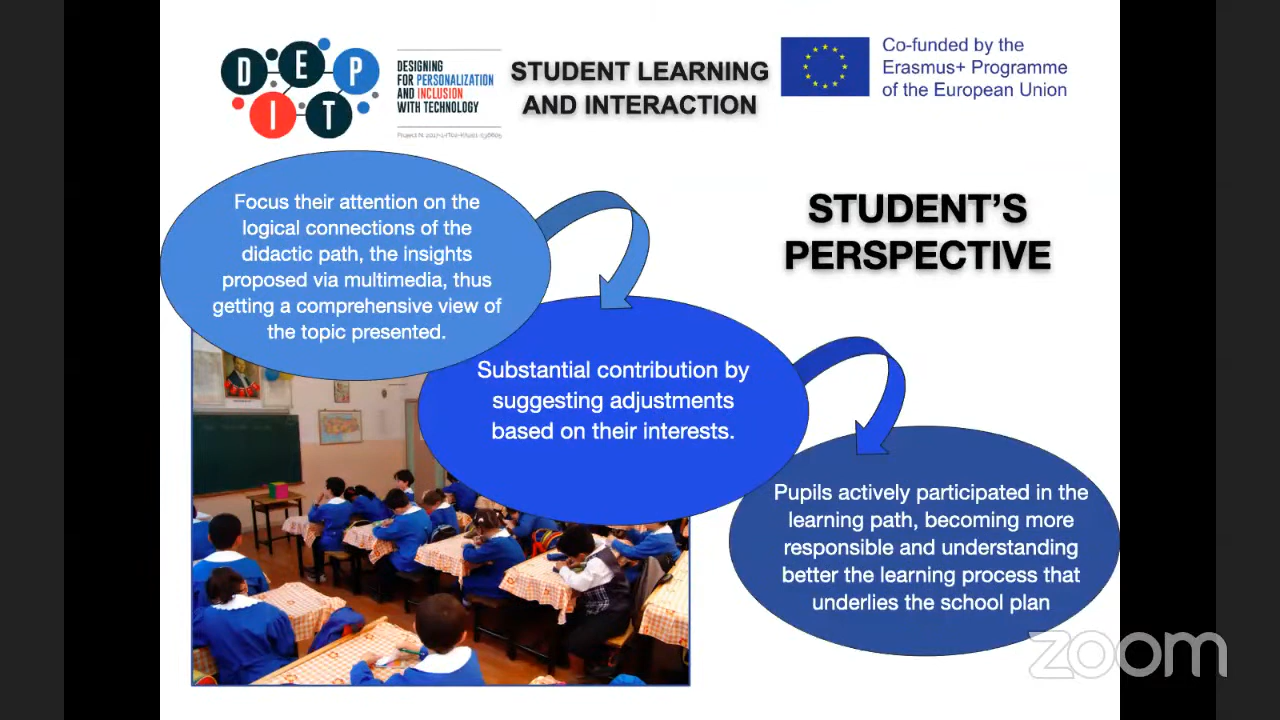 DEPIT
DESIGNING
FOR PERSONALIZATION
AND INCLUSION
WITH TECHNOLOGY
STUDENT LEARNING
AND INTERACTION
Co-funded by the
Erasmus+ Programme
of the European Union
STUDENT'S
PERSPECTIVE
Focus their attention on the
logical connections of the
didactic path, the insights
proposed via multimedia, thus
getting a comprehensive view of
the topic presented.
Substantial contribution by
suggesting adjustments
based on their interests.
Pupils actively participated in the
learning path, becoming more
responsible and understanding
better the learning process that
underlies the school plan
zoom